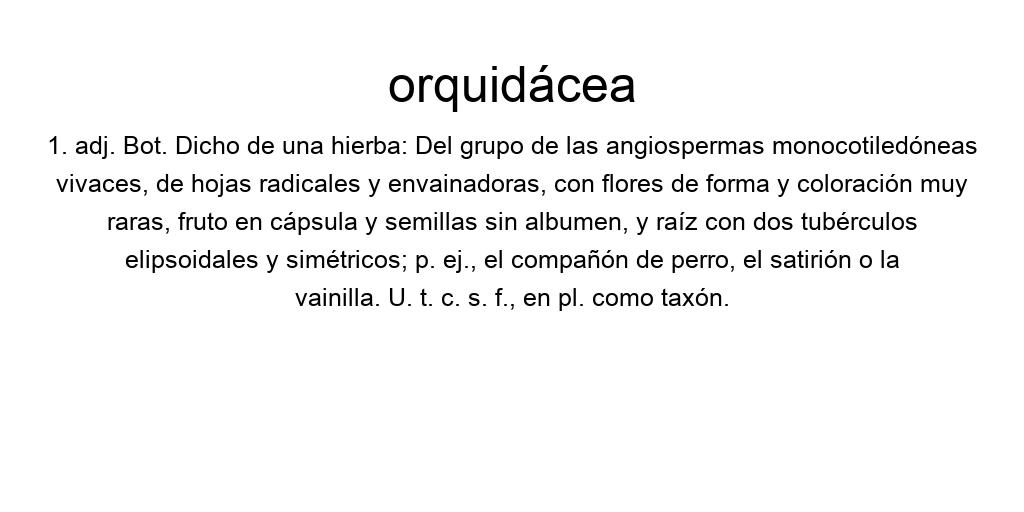 orquidácea
1. adj. Bot. Dicho de una hierba: Del grupo de las angiospermas monocotiledóneas
vivaces, de hojas radicales y envainadoras, con flores de forma y coloración muy
raras, fruto en cápsula y semillas sin albumen, y raíz con dos tubérculos
elipsoidales y simétricos; p. ej., el compañón de perro, el satirión o la
vainilla. U. t. c. s. f., en pl. como taxón.